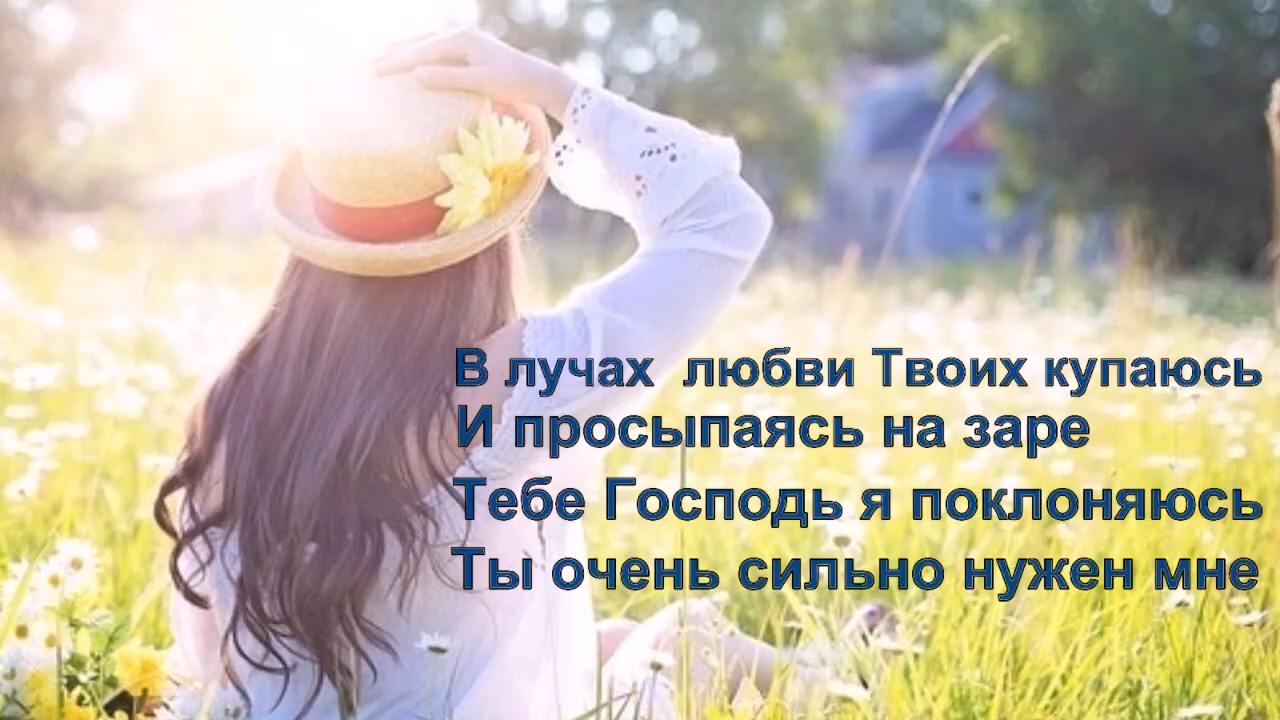 В лучах любви Твоих купаюсь
И просыпаясь на заре
Тебе Господь я поклоняюсь
Ты очень сильно нужен мне